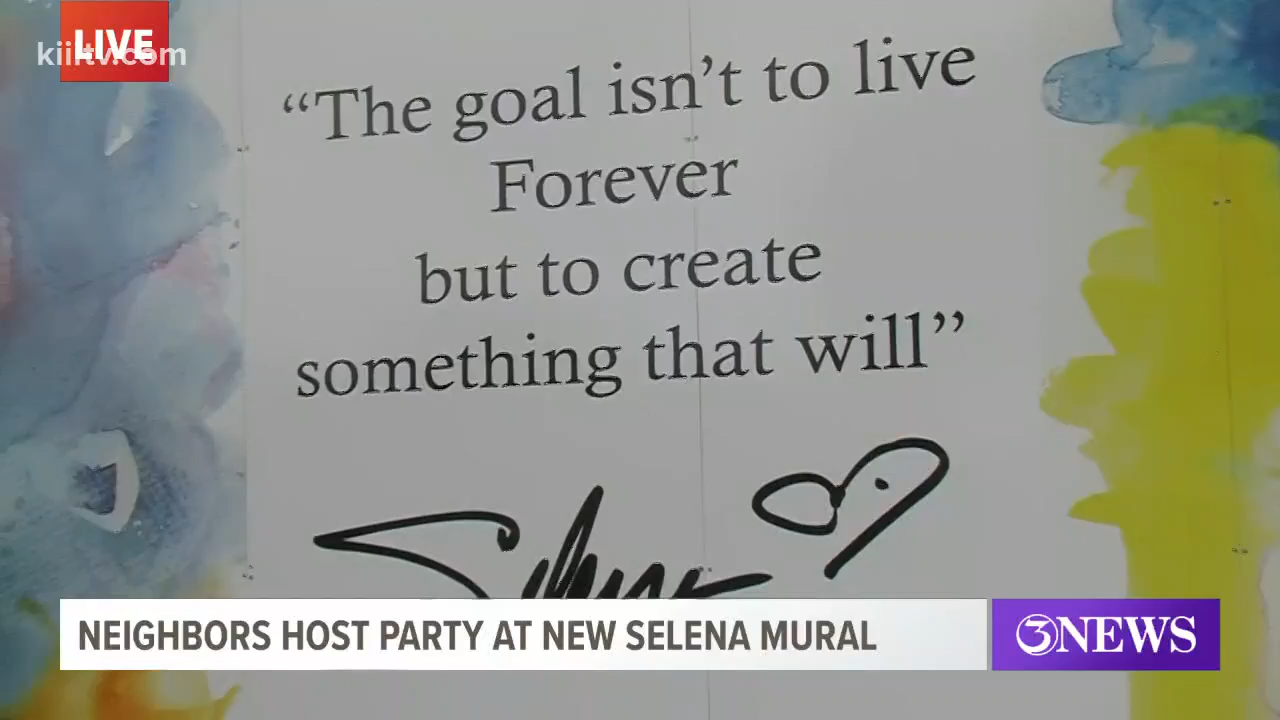 LIVE
kiiitv.com
“The goal isn’t to live
Forever
but to create
something that will”
Selena
NEIGHBORS HOST PARTY AT NEW SELENA MURAL
3NEWS